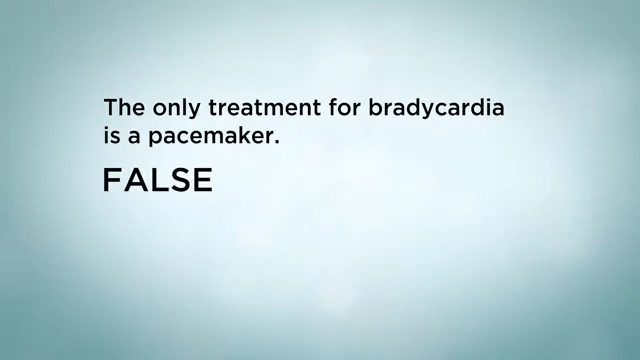 The only treatment for bradycardia
is a pacemaker.
FALSE